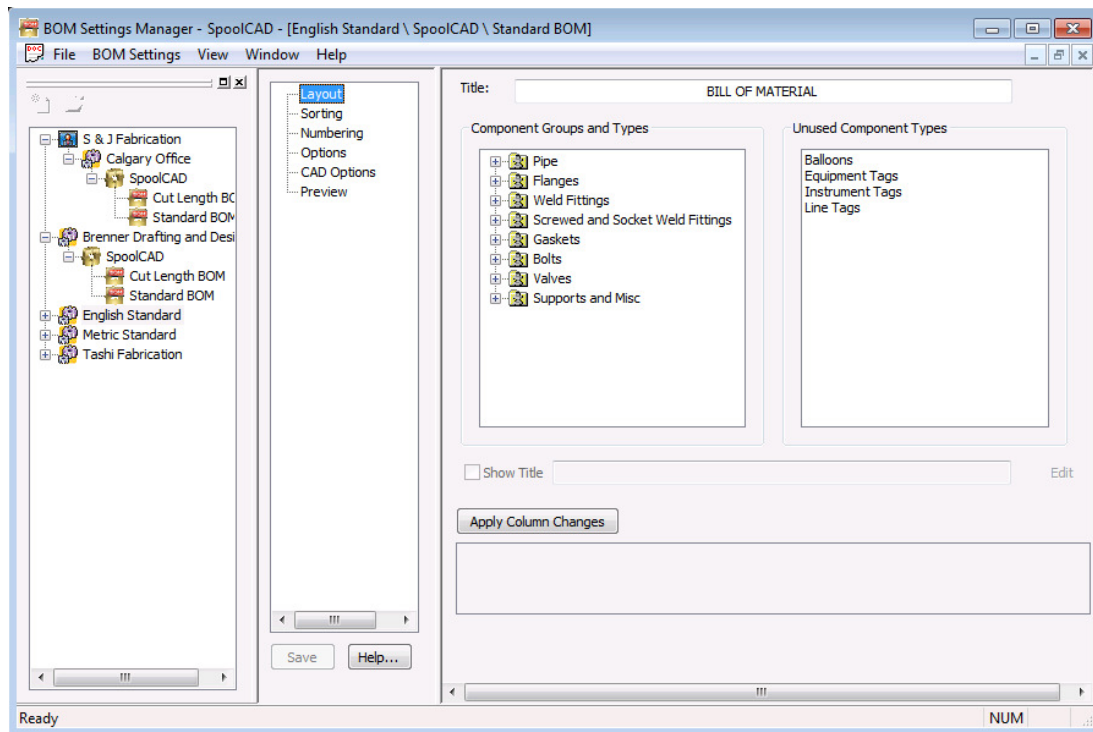 BOM Settings Manager - SpoolCAD - [English Standard \ SpoolCAD \ Standard BOM]
File BOM Settings View Window Help
S & J Fabrication
Calgary Office
SpoolCAD
Cut Length BC
Standard BOM
Brenner Drafting and Desi
SpoolCAD
Cut Length BOM
Standard BOM
English Standard
Metric Standard
Tashi Fabrication
Layout
Sorting
Numbering
Options
CAD Options
Preview
Save Help...
Title: BILL OF MATERIAL
Component Groups and Types
Pipe
Flanges
Weld Fittings
Screwed and Socket Weld Fittings
Gaskets
Bolts
Valves
Supports and Misc
Unused Component Types
Balloons
Equipment Tags
Instrument Tags
Line Tags
Show Title Edit
Apply Column Changes
Ready NUM